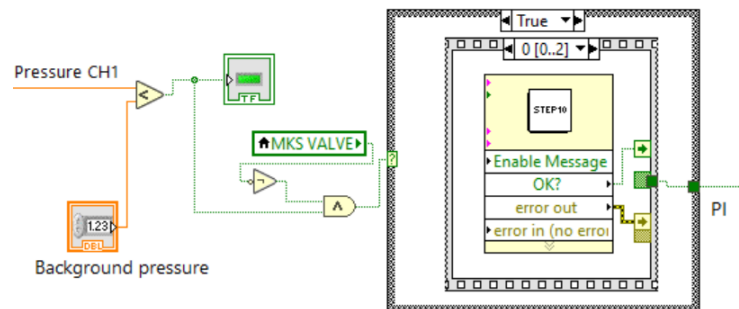 True
0 [0..2]
Pressure CH1
<
TF
STEP10
MKS VALVE
?
Enable Message
OK?
1.23
DBL
error out
PI
error in (no erro
Background pressure